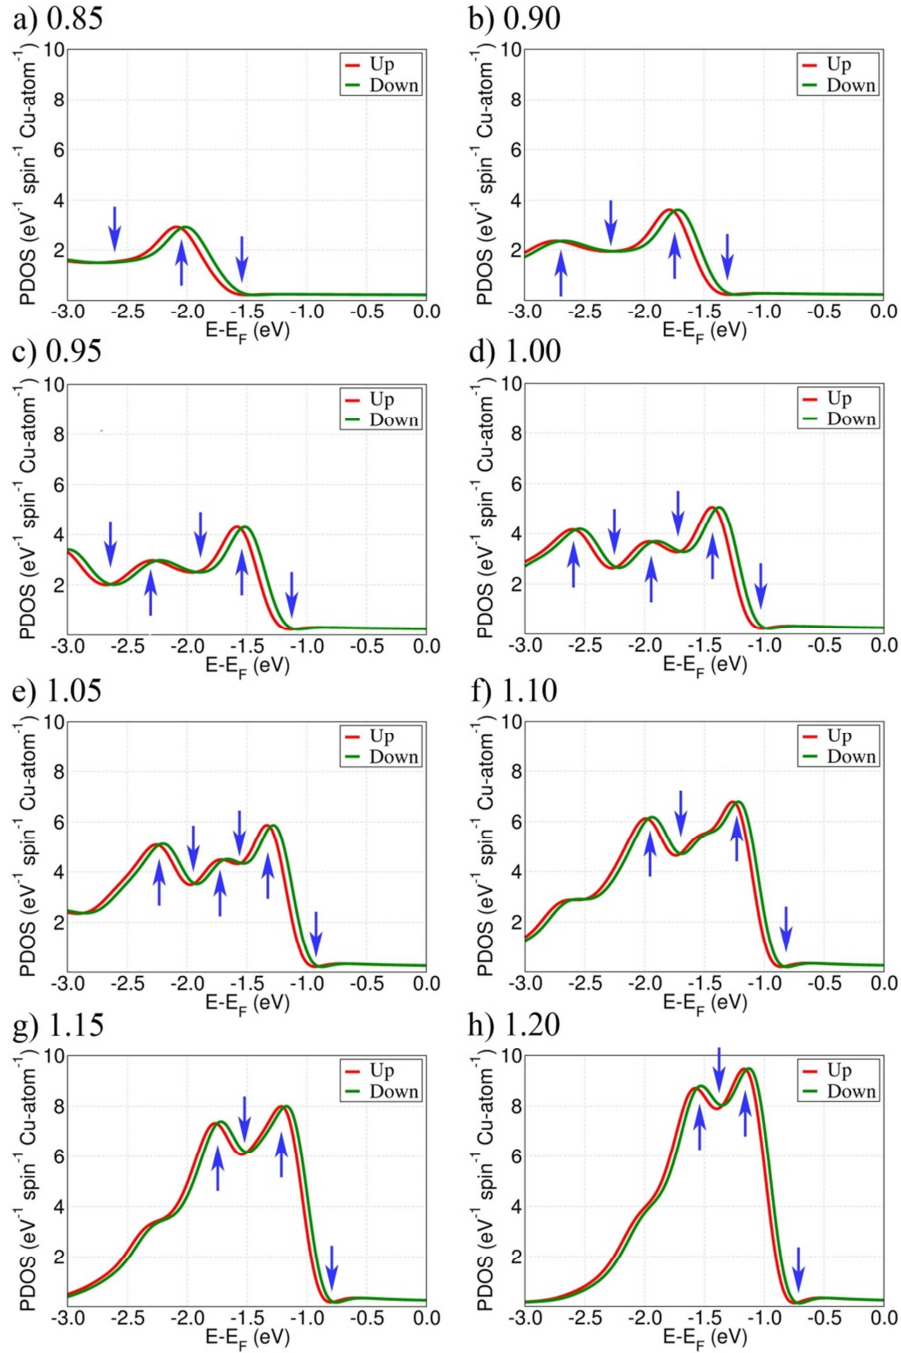 a) 0.85
PDOS (eV⁻¹ spin⁻¹ Cu-atom⁻¹)
10
8
6
4
2
Up
Down
-3.0 -2.5 -2.0 -1.5 -1.0 -0.5 0.0
E-E_F (eV)
b) 0.90
PDOS (eV⁻¹ spin⁻¹ Cu-atom⁻¹)
10
8
6
4
2
Up
Down
-3.0 -2.5 -2.0 -1.5 -1.0 -0.5 0.0
E-E_F (eV)
c) 0.95
PDOS (eV⁻¹ spin⁻¹ Cu-atom⁻¹)
10
8
6
4
2
Up
Down
-3.0 -2.5 -2.0 -1.5 -1.0 -0.5 0.0
E-E_F (eV)
d) 1.00
PDOS (eV⁻¹ spin⁻¹ Cu-atom⁻¹)
10
8
6
4
2
Up
Down
-3.0 -2.5 -2.0 -1.5 -1.0 -0.5 0.0
E-E_F (eV)
e) 1.05
PDOS (eV⁻¹ spin⁻¹ Cu-atom⁻¹)
10
8
6
4
2
Up
Down
-3.0 -2.5 -2.0 -1.5 -1.0 -0.5 0.0
E-E_F (eV)
f) 1.10
PDOS (eV⁻¹ spin⁻¹ Cu-atom⁻¹)
10
8
6
4
2
Up
Down
-3.0 -2.5 -2.0 -1.5 -1.0 -0.5 0.0
E-E_F (eV)
g) 1.15
PDOS (eV⁻¹ spin⁻¹ Cu-atom⁻¹)
10
8
6
4
2
Up
Down
-3.0 -2.5 -2.0 -1.5 -1.0 -0.5 0.0
E-E_F (eV)
h) 1.20
PDOS (eV⁻¹ spin⁻¹ Cu-atom⁻¹)
10
8
6
4
2
Up
Down
-3.0 -2.5 -2.0 -1.5 -1.0 -0.5 0.0
E-E_F (eV)